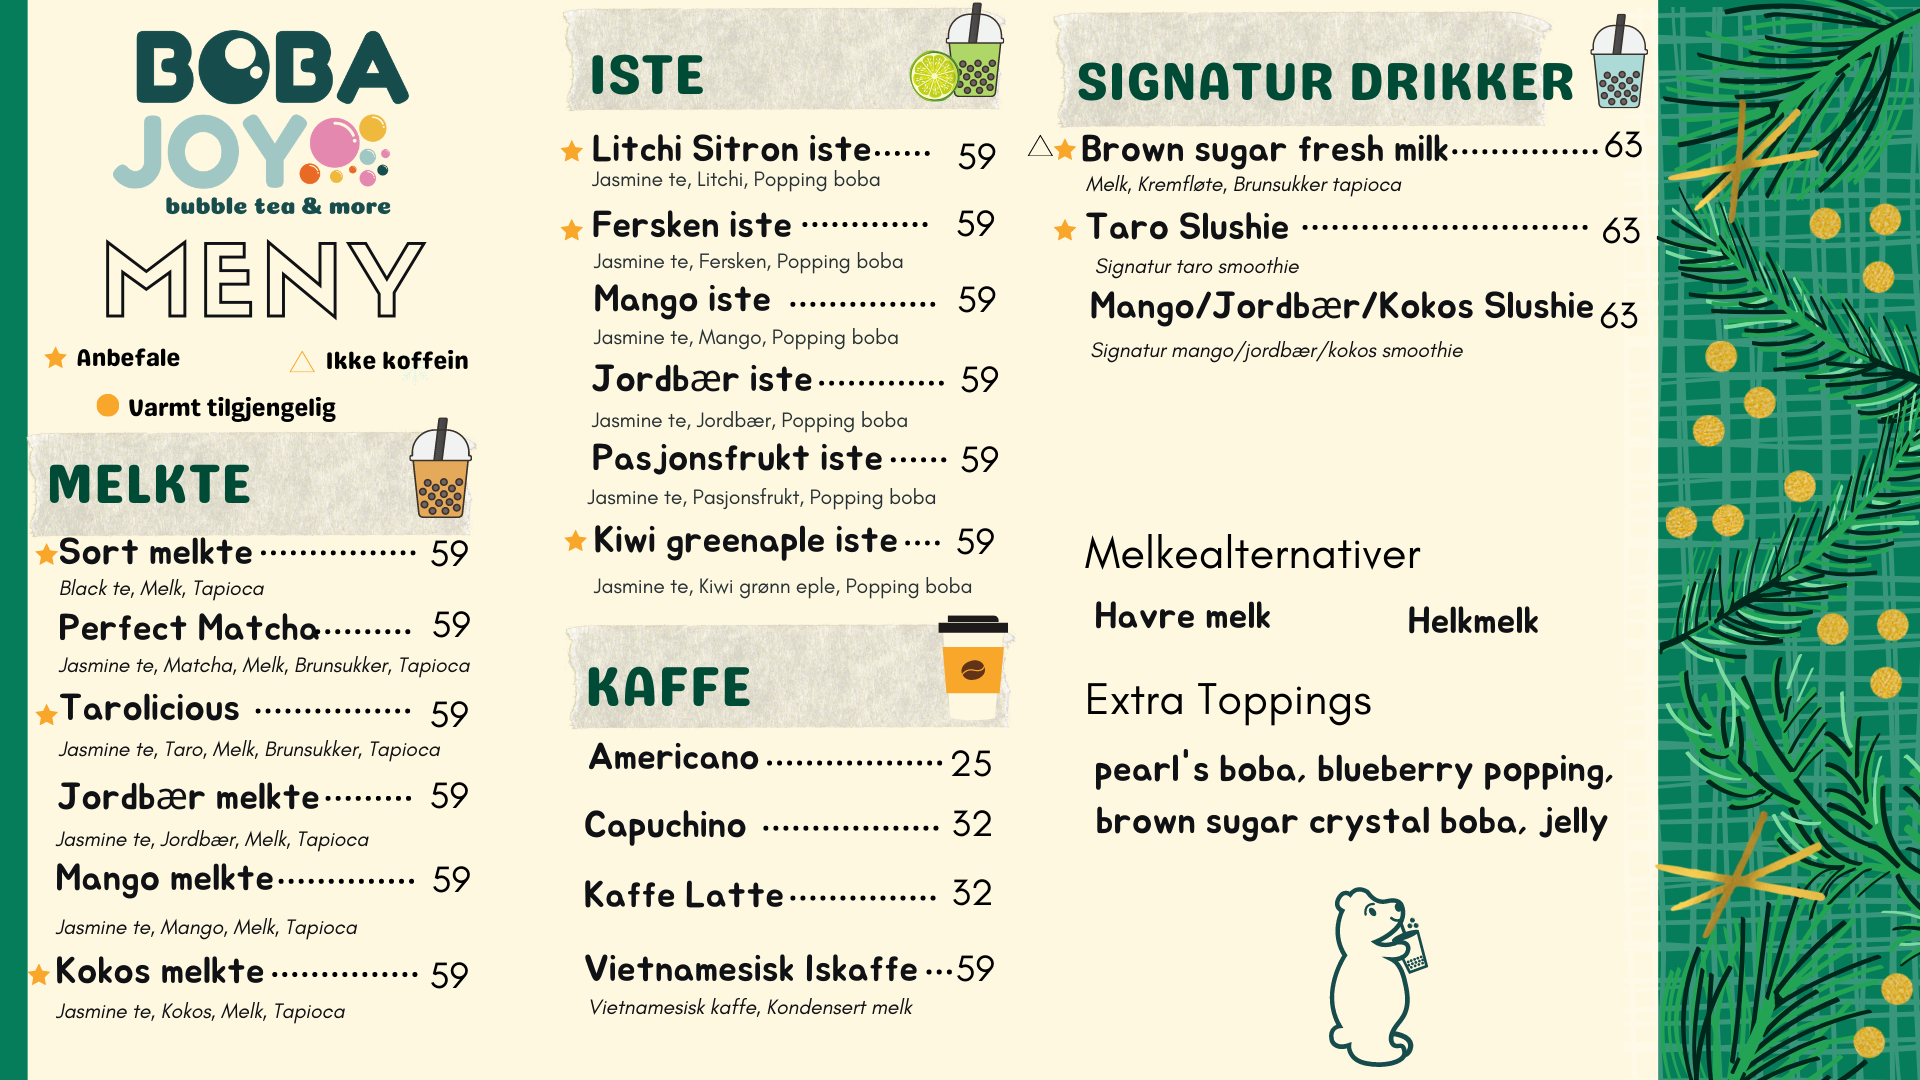 BOBA
JOY
bubble tea & more
MENY
Anbefale
Ikke koffein
Varmt tilgjengelig
MELKTE
Sort melkte ................ 59
Black te, Melk, Tapioca
Perfect Matcha .......... 59
Jasmine te, Matcha, Melk, Brunsukker, Tapioca
Tarolicious ................ 59
Jasmine te, Taro, Melk, Brunsukker, Tapioca
Jordbær melkte ......... 59
Jasmine te, Jordbær, Melk, Tapioca
Mango melkte .............. 59
Jasmine te, Mango, Melk, Tapioca
Kokos melkte ............... 59
Jasmine te, Kokos, Melk, Tapioca
ISTE
Litchi Sitron iste ...... 59
Jasmine te, Litchi, Popping boba
Fersken iste ............. 59
Jasmine te, Fersken, Popping boba
Mango iste ............... 59
Jasmine te, Mango, Popping boba
Jordbær iste ............. 59
Jasmine te, Jordbær, Popping boba
Pasjonsfrukt iste ...... 59
Jasmine te, Pasjonsfrukt, Popping boba
Kiwi greenaple iste .... 59
Jasmine te, Kiwi grønn eple, Popping boba
KAFFE
Americano .................. 25
Capuchino .................. 32
Kaffe Latte ............... 32
Vietnamesisk Iskaffe ... 59
Vietnamesisk kaffe, Kondensert melk
SIGNATUR DRIKKER
Brown sugar fresh milk ............... 63
Melk, Kremfløte, Brunsukker tapioca
Taro Slushie ............................. 63
Signatur taro smoothie
Mango/Jordbær/Kokos Slushie 63
Signatur mango/jordbær/kokos smoothie
Melkealternativer
Havre melk
Helkmelk
Extra Toppings
pearl's boba, blueberry popping,
brown sugar crystal boba, jelly